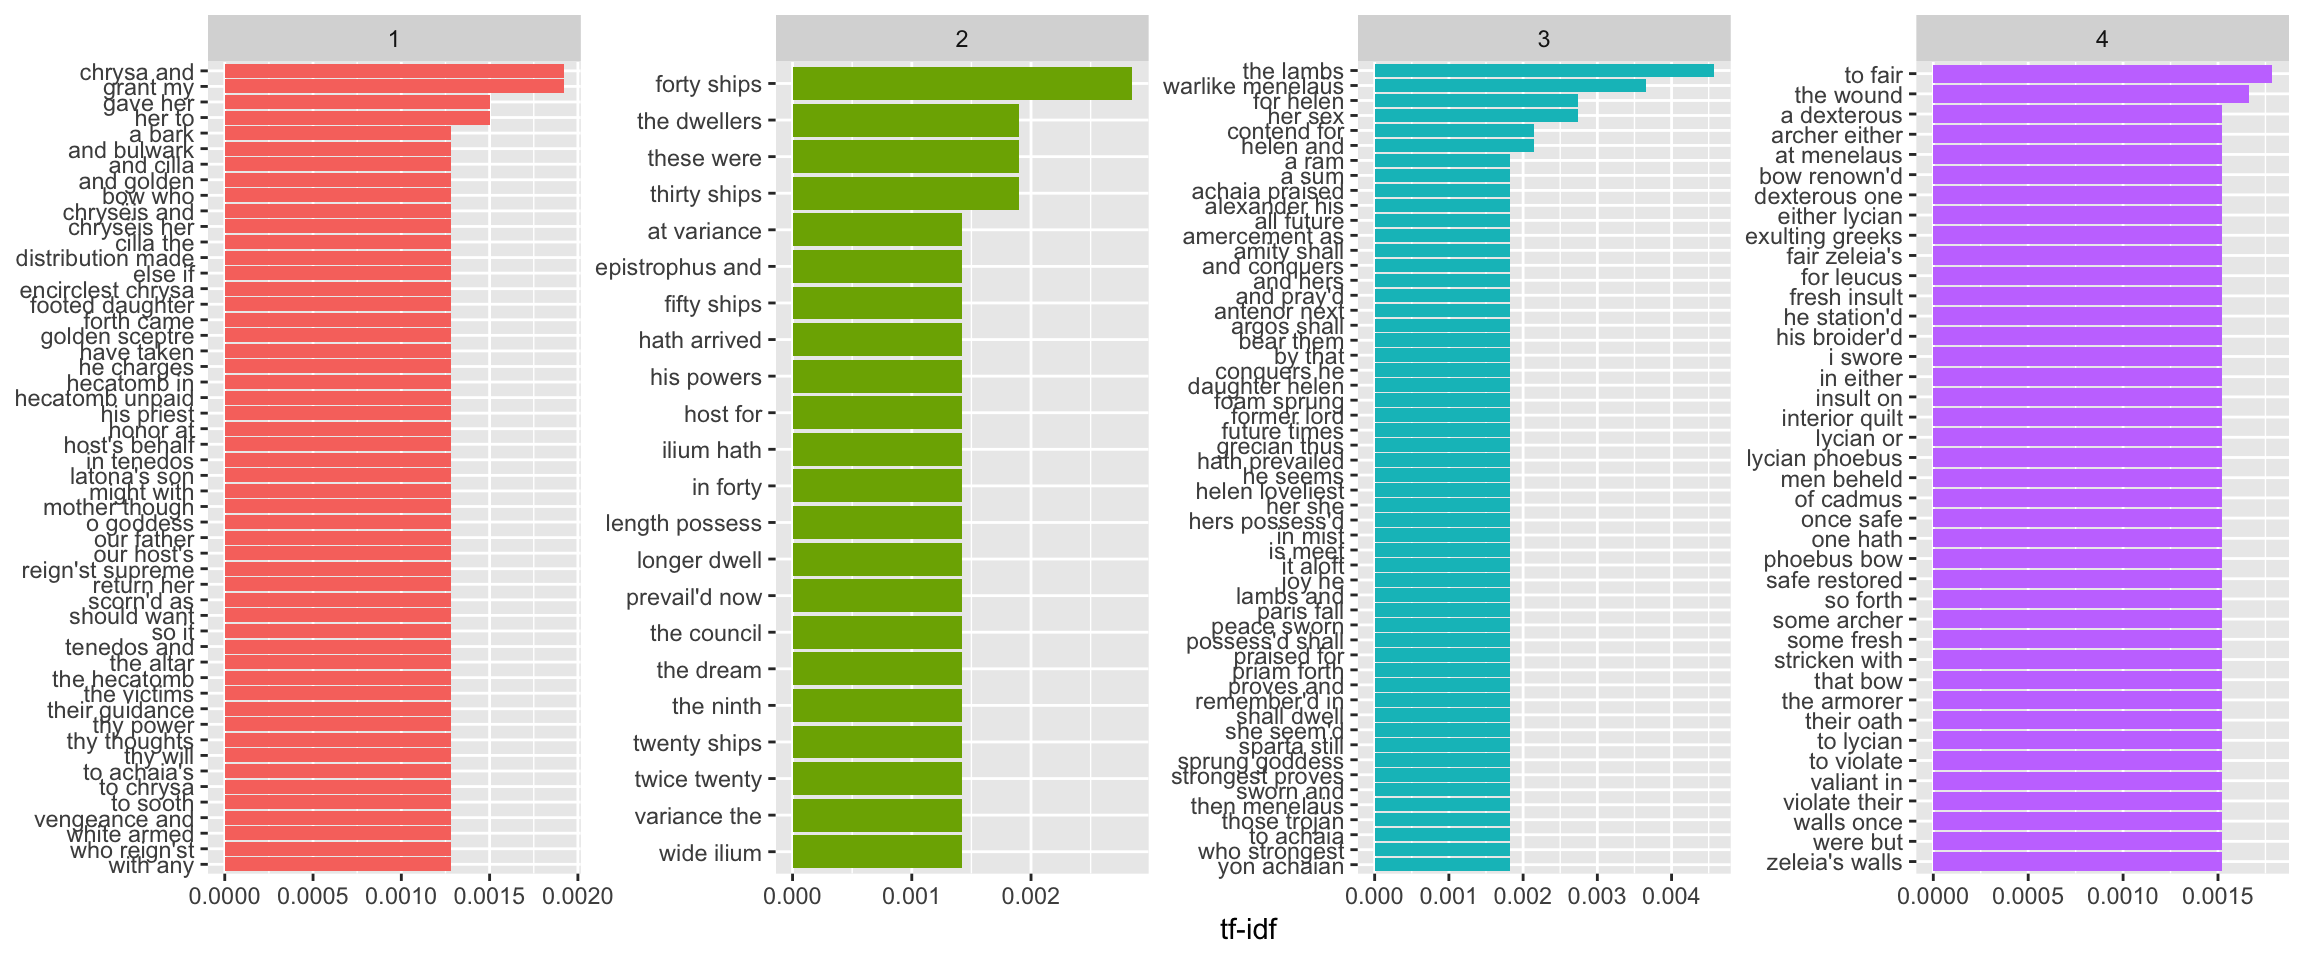 1
chrysa and
grant my
gave her
her to
a bark
and bulwark
and cilla
and golden
bow who
chrysëis and
chrysëis her
cilla the
distribution made
else if
encirclest chrysa
footed daughter
forth came
golden sceptre
have taken
he charges
hecatomb in
hecatomb unpaid
his priest
honor at
host's behalf
in tenedos
latona's son
might with
mother though
o goddess
our father
our host's
reign'st supreme
return her
scorn'd as
should want
so it
tenedos and
the altar
the hecatomb
the victims
their guidance
thy power
thy thoughts
thy will
to achaia's
to chrysa
to sooth
vengeance and
white armed
who reign'st
with any
0.0000 0.0005 0.0010 0.0015 0.0020
2
forty ships
the dwellers
these were
thirty ships
at variance
epistrophus and
fifty ships
hath arrived
his powers
host for
ilium hath
in forty
length possess
longer dwell
prevail'd now
the council
the dream
the ninth
twenty ships
twice twenty
variance the
wide ilium
0.000 0.001 0.002
3
the lambs
warlike menelaus
for helen
her sex
contend for
helen and
a ram
a sum
achaia praised
alexander his
all future
amercement as
amity shall
and conquers
and hers
and pray'd
antenor next
argos shall
bear them
by that
conquers he
daughter helen
foam sprung
former lord
future times
grecian thus
hath prevailed
he seems
helen loveliest
her she
hers possess'd
in mist
is meet
it aloft
joy he
lambs and
paris fall
peace sworn
possess'd shall
praised for
priam forth
proves and
remember'd in
shall dwell
she seem'd
sparta still
sprung goddess
strongest proves
sworn and
then menelaus
those trojan
to achaia
who strongest
yon achaian
0.000 0.001 0.002 0.003 0.004
4
to fair
the wound
a dexterous
archer either
at menelaus
bow renown'd
dexterous one
either lycian
exulting greeks
fair zeleia's
for leucus
fresh insult
he station'd
his broider'd
i swore
in either
insult on
interior quilt
lycian or
lycian phoebus
men beheld
of cadmus
once safe
one hath
phoebus bow
safe restored
so forth
some archer
some fresh
stricken with
that bow
the armorer
their oath
to lycian
to violate
valiant in
violate their
walls once
were but
zeleia's walls
0.0000 0.0005 0.0010 0.0015
tf-idf